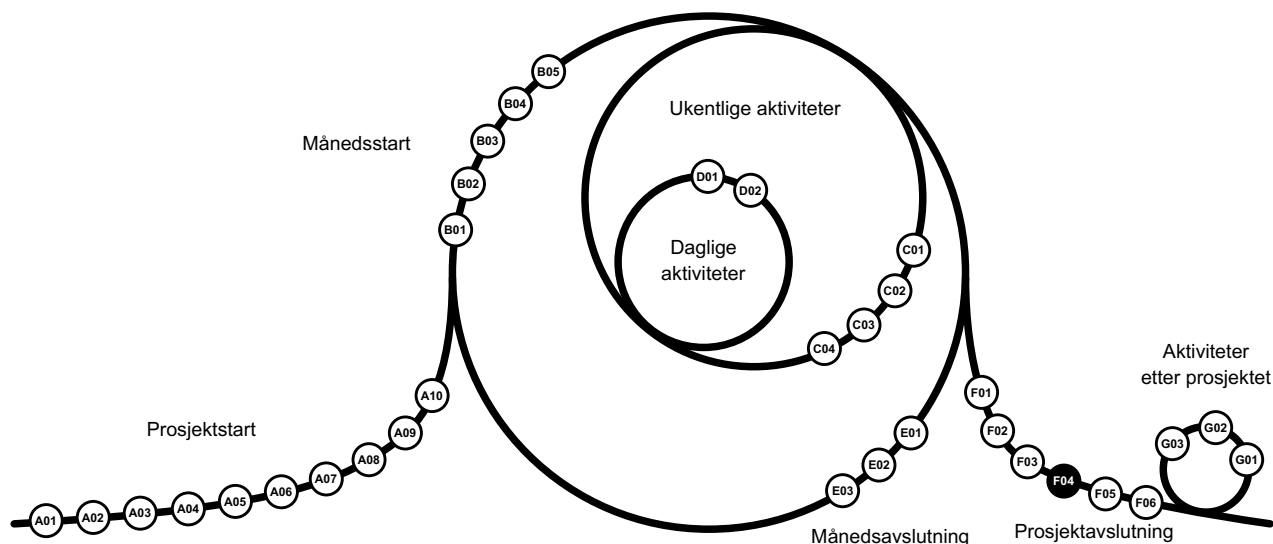 B05
B04
B03
B02
B01
Månedsstart
Ukentlige aktiviteter
D01
D02
Daglige
aktiviteter
C01
C02
C03
C04
A10
A09
A08
A07
A06
A05
A04
A03
A02
A01
Prosjektstart
E01
E02
E03
Månedsavslutning
F01
F02
F03
F04
F05
F06
Prosjektavslutning
Aktiviteter
etter prosjektet
G03
G02
G01